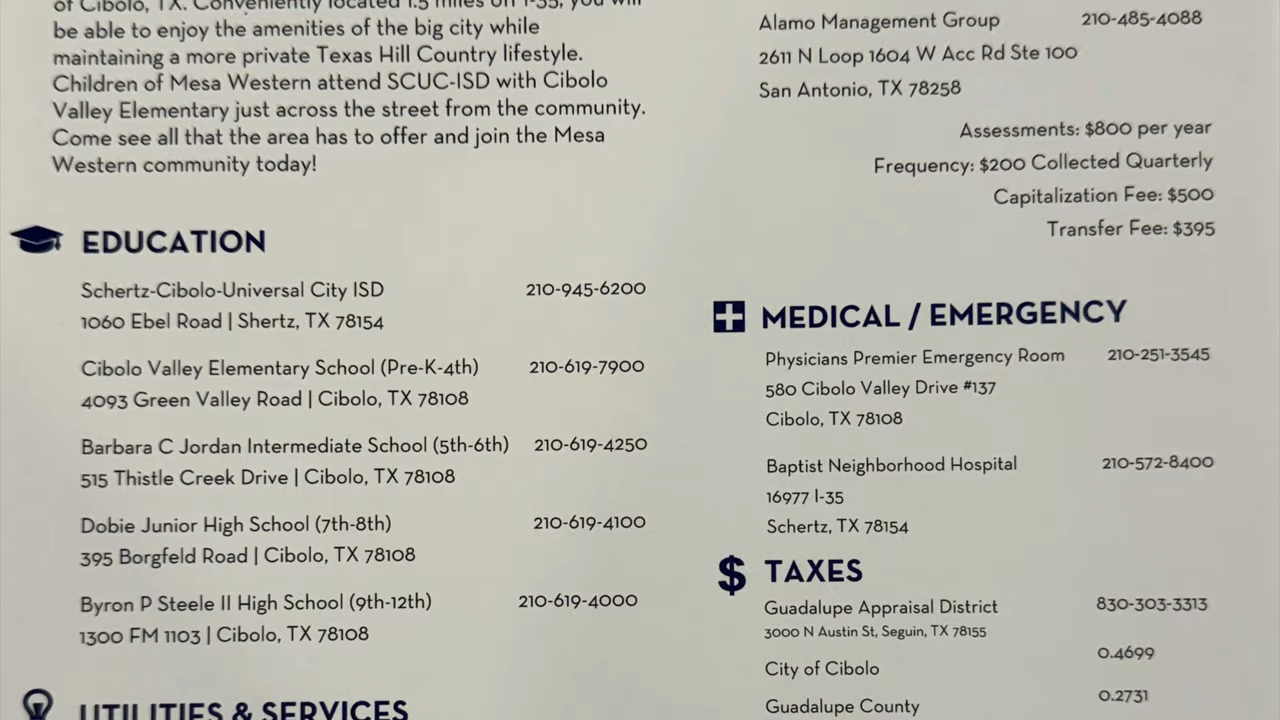 of Cibolo, TX. Conveniently located 1.5 miles off I-35, you will
be able to enjoy the amenities of the big city while
maintaining a more private Texas Hill Country lifestyle.
Children of Mesa Western attend SCUC-ISD with Cibolo
Valley Elementary just across the street from the community.
Come see all that the area has to offer and join the Mesa
Western community today!
EDUCATION
Schertz-Cibolo-Universal City ISD 210-945-6200
1060 Ebel Road | Shertz, TX 78154
Cibolo Valley Elementary School (Pre-K-4th) 210-619-7900
4093 Green Valley Road | Cibolo, TX 78108
Barbara C Jordan Intermediate School (5th-6th) 210-619-4250
515 Thistle Creek Drive | Cibolo, TX 78108
Dobie Junior High School (7th-8th) 210-619-4100
395 Borgfeld Road | Cibolo, TX 78108
Byron P Steele II High School (9th-12th) 210-619-4000
1300 FM 1103 | Cibolo, TX 78108
UTILITIES & SERVICES
Alamo Management Group 210-485-4088
2611 N Loop 1604 W Acc Rd Ste 100
San Antonio, TX 78258
Assessments: $800 per year
Frequency: $200 Collected Quarterly
Capitalization Fee: $500
Transfer Fee: $395
MEDICAL / EMERGENCY
Physicians Premier Emergency Room 210-251-3545
580 Cibolo Valley Drive #137
Cibolo, TX 78108
Baptist Neighborhood Hospital 210-572-8400
16977 I-35
Schertz, TX 78154
$ TAXES
Guadalupe Appraisal District 830-303-3313
3000 N Austin St, Seguin, TX 78155
City of Cibolo 0.4699
Guadalupe County 0.2731